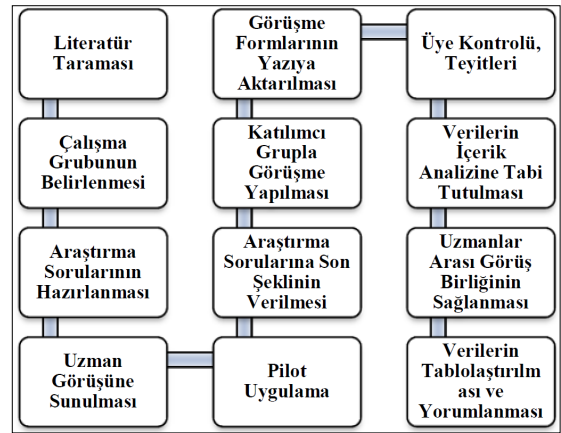 Literatür
Taraması
Çalışma
Grubunun
Belirlenmesi
Araştırma
Sorularının
Hazırlanması
Uzman
Görüşüne
Sunulması
Pilot
Uygulama
Araştırma
Sorularına Son
Şeklinin
Verilmesi
Katılımcı
Grupla
Görüşme
Yapılması
Görüşme
Formlarının
Yazıya
Aktarılması
Üye Kontrolü,
Teyitleri
Verilerin
İçerik
Analizine Tabi
Tutulması
Uzmanlar
Arası Görüş
Birliğinin
Sağlanması
Verilerin
Tablolaştırılm
ası ve
Yorumlanması